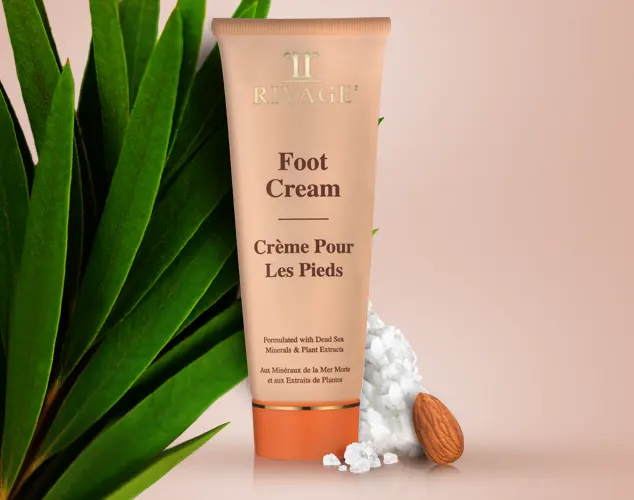 RIVAGE
Foot
Cream
Crème Pour
Les Pieds
Formulated with Dead Sea
Minerals & Plant Extracts
Aux Minéraux de la Mer Morte
et aux Extraits de Plantes